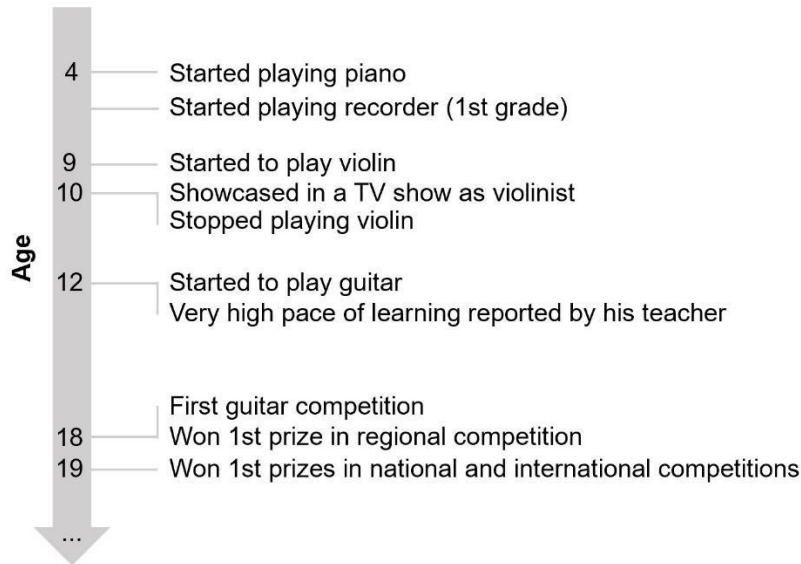 Age
4 Started playing piano
Started playing recorder (1st grade)
9 Started to play violin
10 Showcased in a TV show as violinist
Stopped playing violin
12 Started to play guitar
Very high pace of learning reported by his teacher
First guitar competition
18 Won 1st prize in regional competition
19 Won 1st prizes in national and international competitions
...